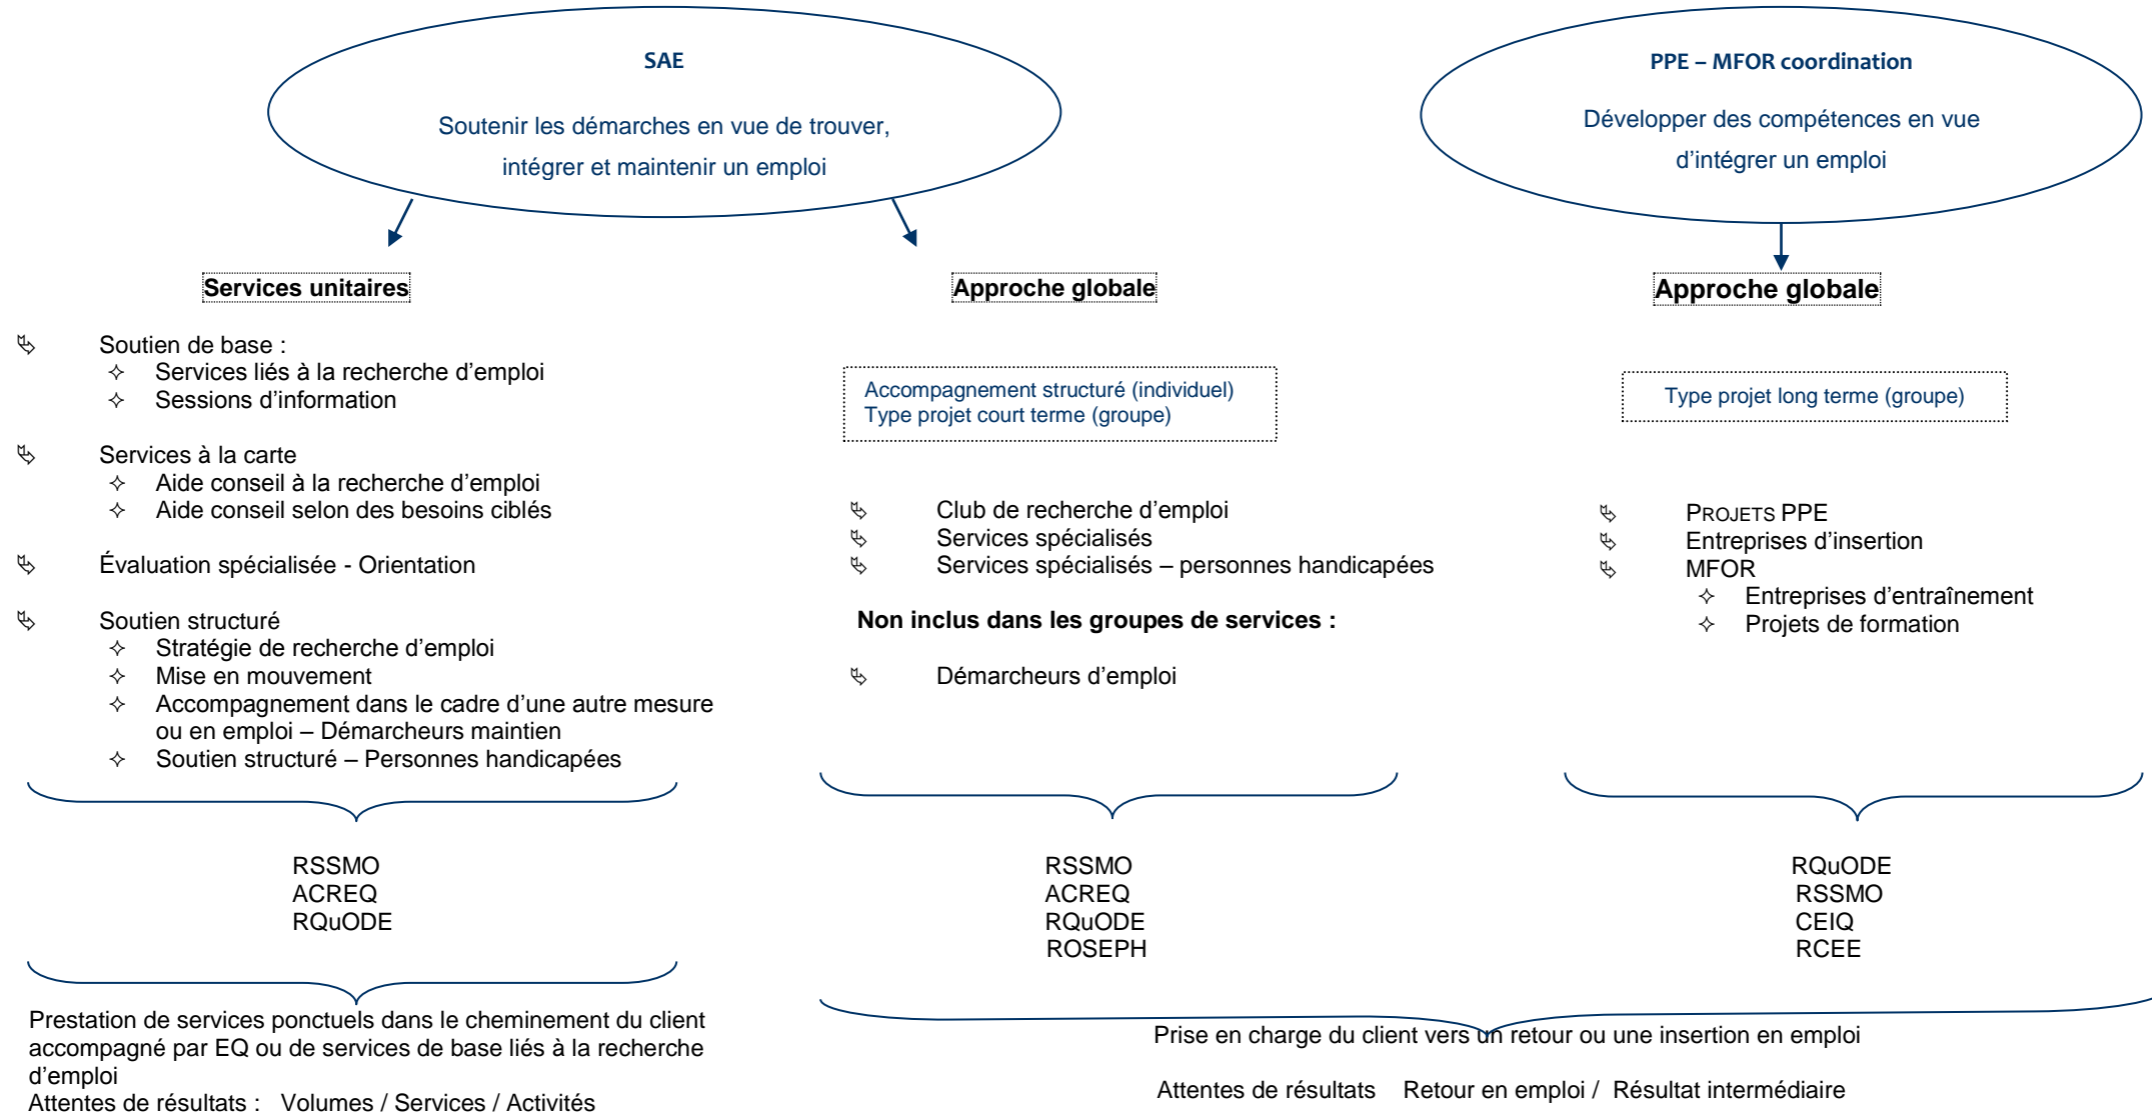 SAE
Soutenir les démarches en vue de trouver,
intégrer et maintenir un emploi
PPE – MFOR coordination
Développer des compétences en vue
d’intégrer un emploi
Services unitaires
Soutien de base :
Services liés à la recherche d’emploi
Sessions d’information
Services à la carte
Aide conseil à la recherche d’emploi
Aide conseil selon des besoins ciblés
Évaluation spécialisée - Orientation
Soutien structuré
Stratégie de recherche d’emploi
Mise en mouvement
Accompagnement dans le cadre d’une autre mesure
ou en emploi – Démarcheurs maintien
Soutien structuré – Personnes handicapées
RSSMO
ACREQ
RQuODE
Prestation de services ponctuels dans le cheminement du client
accompagné par EQ ou de services de base liés à la recherche
d’emploi
Attentes de résultats : Volumes / Services / Activités
Approche globale
Accompagnement structuré (individuel)
Type projet court terme (groupe)
Club de recherche d’emploi
Services spécialisés
Services spécialisés – personnes handicapées
Non inclus dans les groupes de services :
Démarcheurs d’emploi
RSSMO
ACREQ
RQuODE
ROSEPH
Approche globale
Type projet long terme (groupe)
PROJETS PPE
Entreprises d’insertion
MFOR
Entreprises d’entraînement
Projets de formation
RQuODE
RSSMO
CEIQ
RCEE
Prise en charge du client vers un retour ou une insertion en emploi
Attentes de résultats Retour en emploi / Résultat intermédiaire